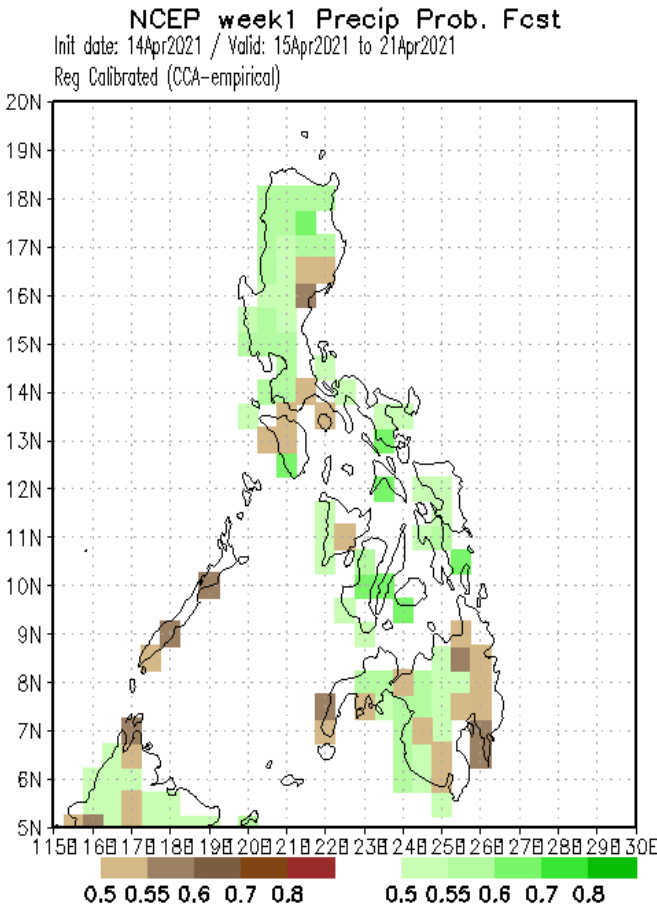 NCEP week1 Precip Prob. Fcst
Init date: 14Apr2021 / Valid: 15Apr2021 to 21Apr2021
Reg Calibrated (CCA-empirical)
20N
19N
18N
17N
16N
15N
14N
13N
12N
11N
10N
9N
8N
7N
6N
5N
115E 116E 117E 118E 119E 120E 121E 122E 123E 124E 125E 126E 127E 128E 129E 130E
0.5 0.55 0.6 0.7 0.8 0.5 0.55 0.6 0.7 0.8